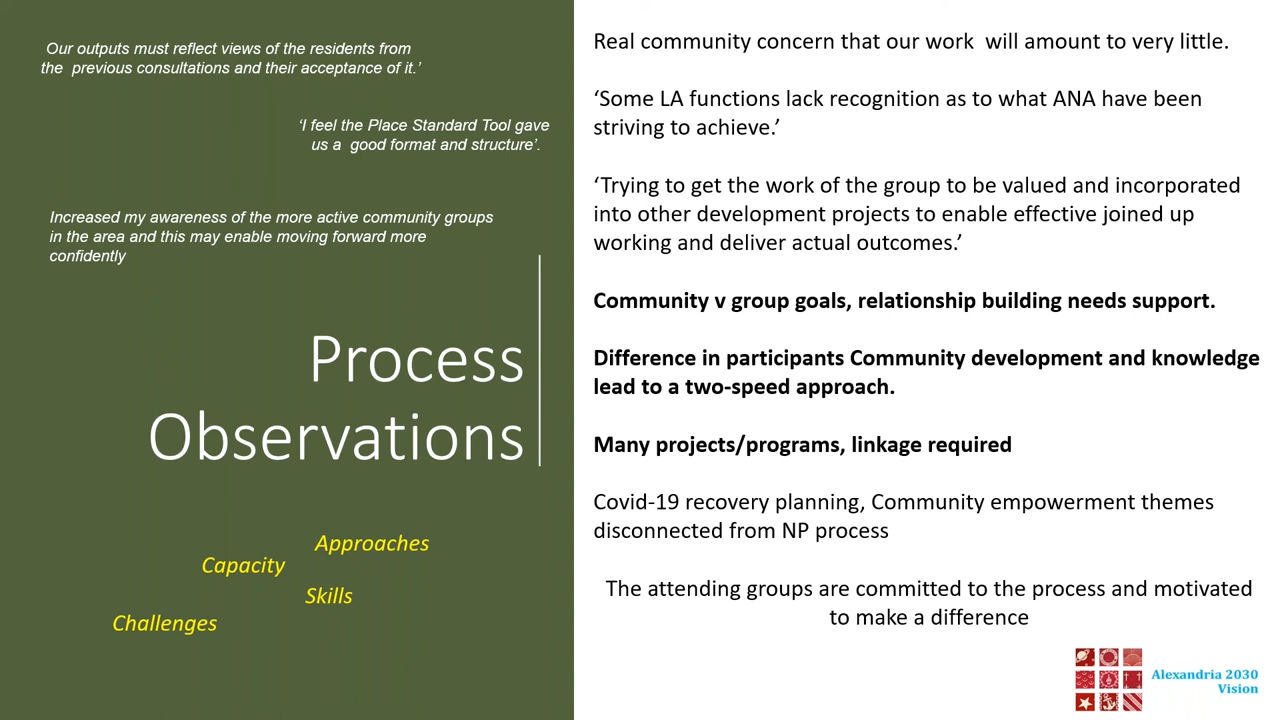 Our outputs must reflect views of the residents from
the previous consultations and their acceptance of it.’
‘I feel the Place Standard Tool gave
us a good format and structure’.
Increased my awareness of the more active community groups
in the area and this may enable moving forward more
confidently
Process
Observations
Approaches
Capacity
Skills
Challenges
Real community concern that our work will amount to very little.
‘Some LA functions lack recognition as to what ANA have been
striving to achieve.’
‘Trying to get the work of the group to be valued and incorporated
into other development projects to enable effective joined up
working and deliver actual outcomes.’
Community v group goals, relationship building needs support.
Difference in participants Community development and knowledge
lead to a two-speed approach.
Many projects/programs, linkage required
Covid-19 recovery planning, Community empowerment themes
disconnected from NP process
The attending groups are committed to the process and motivated
to make a difference
Alexandria 2030
Vision